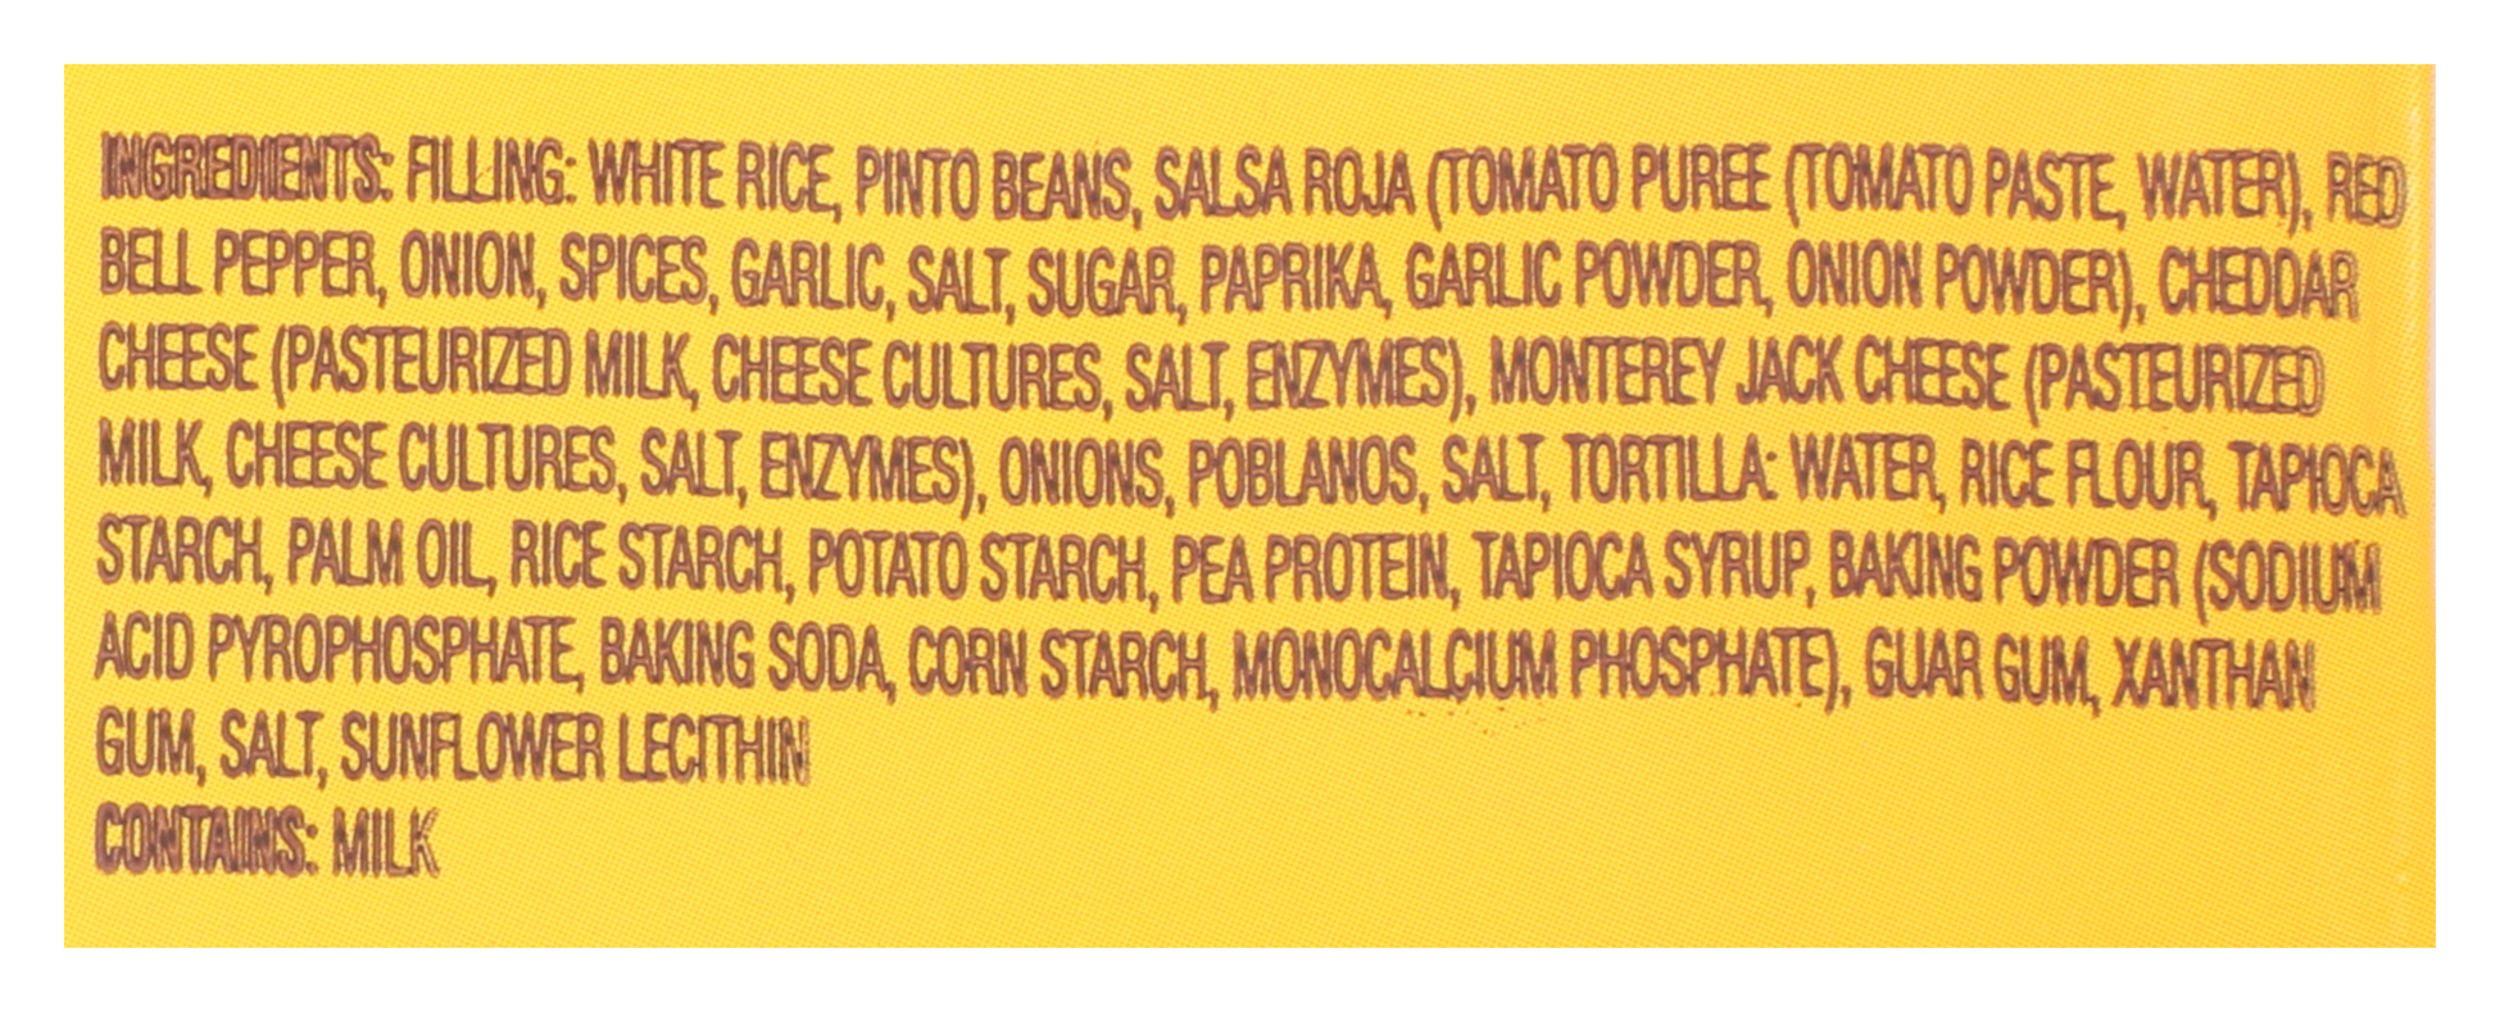 INGREDIENTS: FILLING: WHITE RICE, PINTO BEANS, SALSA ROJA (TOMATO PUREE (TOMATO PASTE, WATER), RED
BELL PEPPER, ONION, SPICES, GARLIC, SALT, SUGAR, PAPRIKA, GARLIC POWDER, ONION POWDER), CHEDDAR
CHEESE (PASTEURIZED MILK, CHEESE CULTURES, SALT, ENZYMES), MONTEREY JACK CHEESE (PASTEURIZED
MILK, CHEESE CULTURES, SALT, ENZYMES), ONIONS, POBLANOS, SALT, TORTILLA: WATER, RICE FLOUR, TAPIOCA
STARCH, PALM OIL, RICE STARCH, POTATO STARCH, PEA PROTEIN, TAPIOCA SYRUP, BAKING POWDER (SODIUM
ACID PYROPHOSPHATE, BAKING SODA, CORN STARCH, MONOCALCIUM PHOSPHATE), GUAR GUM, XANTHAN
GUM, SALT, SUNFLOWER LECITHIN
CONTAINS: MILK